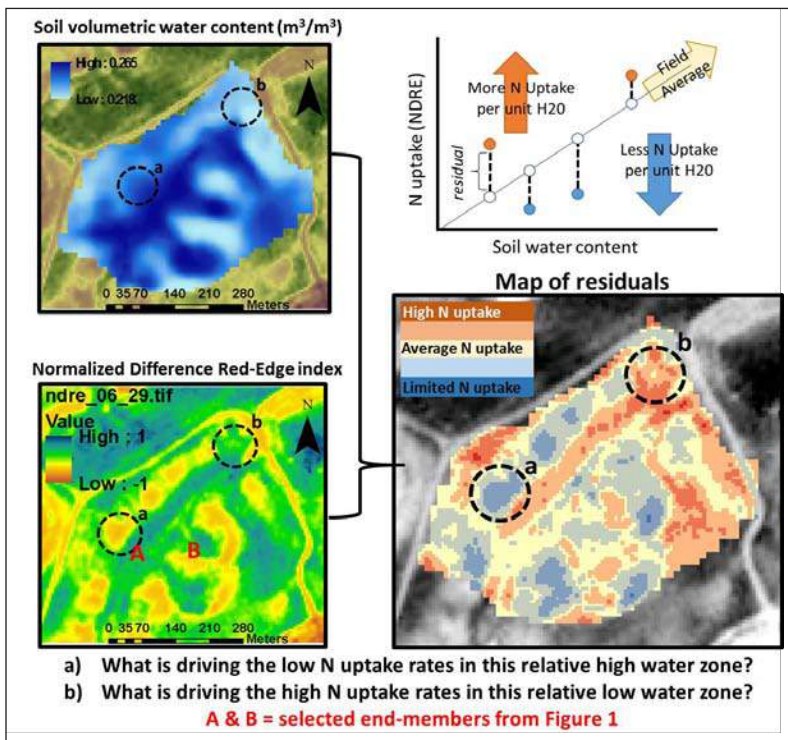 Soil volumetric water content (m³/m³)
High : 0.265
Low : 0.218
N
a
b
0 35 70 140 210 280
Meters
N uptake (NDRE)
More N Uptake
per unit H20
Field
Average
residual
Less N Uptake
per unit H20
Soil water content
Normalized Difference Red-Edge index
ndre_06_29.tif
Value
High : 1
Low : -1
N
a
b
A
B
0 35 70 140 210 280
Meters
Map of residuals
High N uptake
Average N uptake
Limited N uptake
a
b
a) What is driving the low N uptake rates in this relative high water zone?
b) What is driving the high N uptake rates in this relative low water zone?
A & B = selected end-members from Figure 1